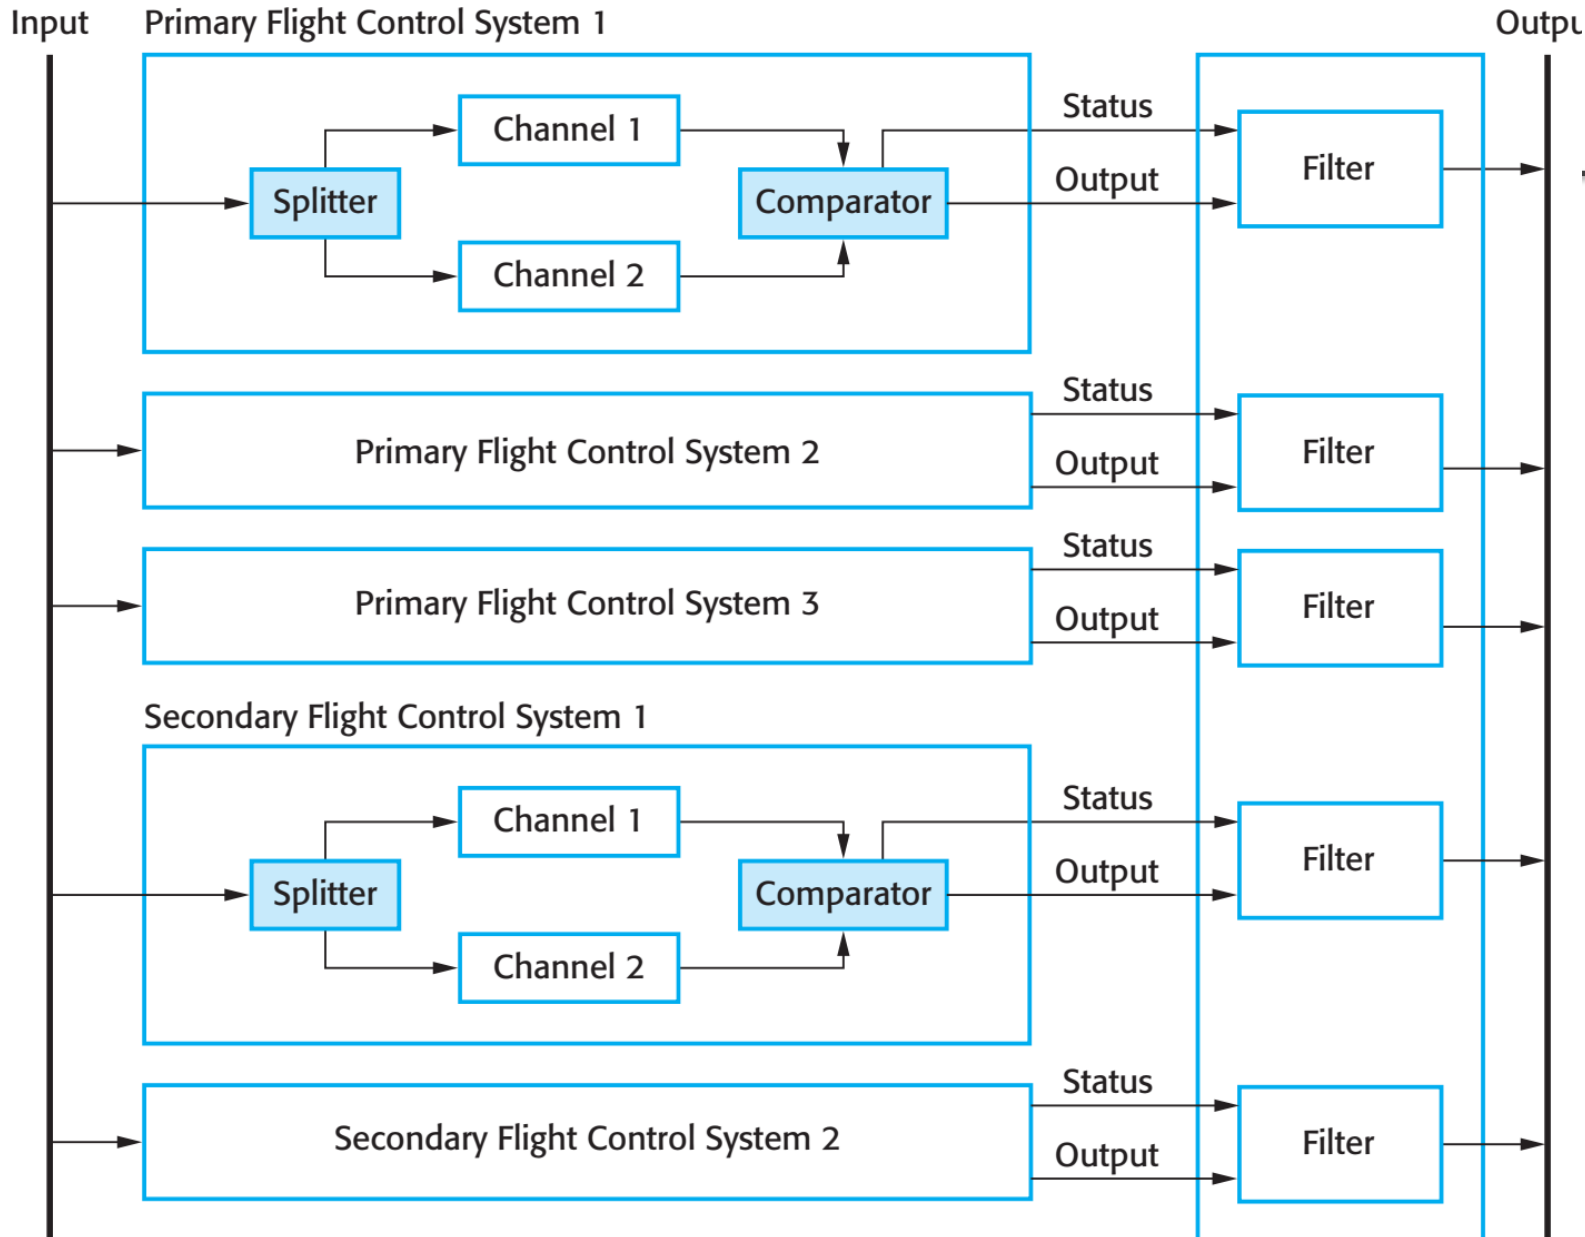 Input
Primary Flight Control System 1
Channel 1
Splitter
Comparator
Channel 2
Status
Output
Filter
Primary Flight Control System 2
Status
Output
Filter
Primary Flight Control System 3
Status
Output
Filter
Secondary Flight Control System 1
Channel 1
Splitter
Comparator
Channel 2
Status
Output
Filter
Secondary Flight Control System 2
Status
Output
Filter